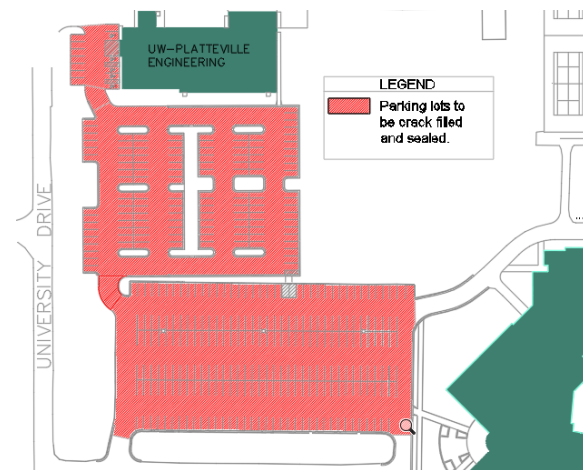 UW-PLATTEVILLE
ENGINEERING
LEGEND
Parking lots to
be crack filled
and sealed.
UNIVERSITY DRIVE
...